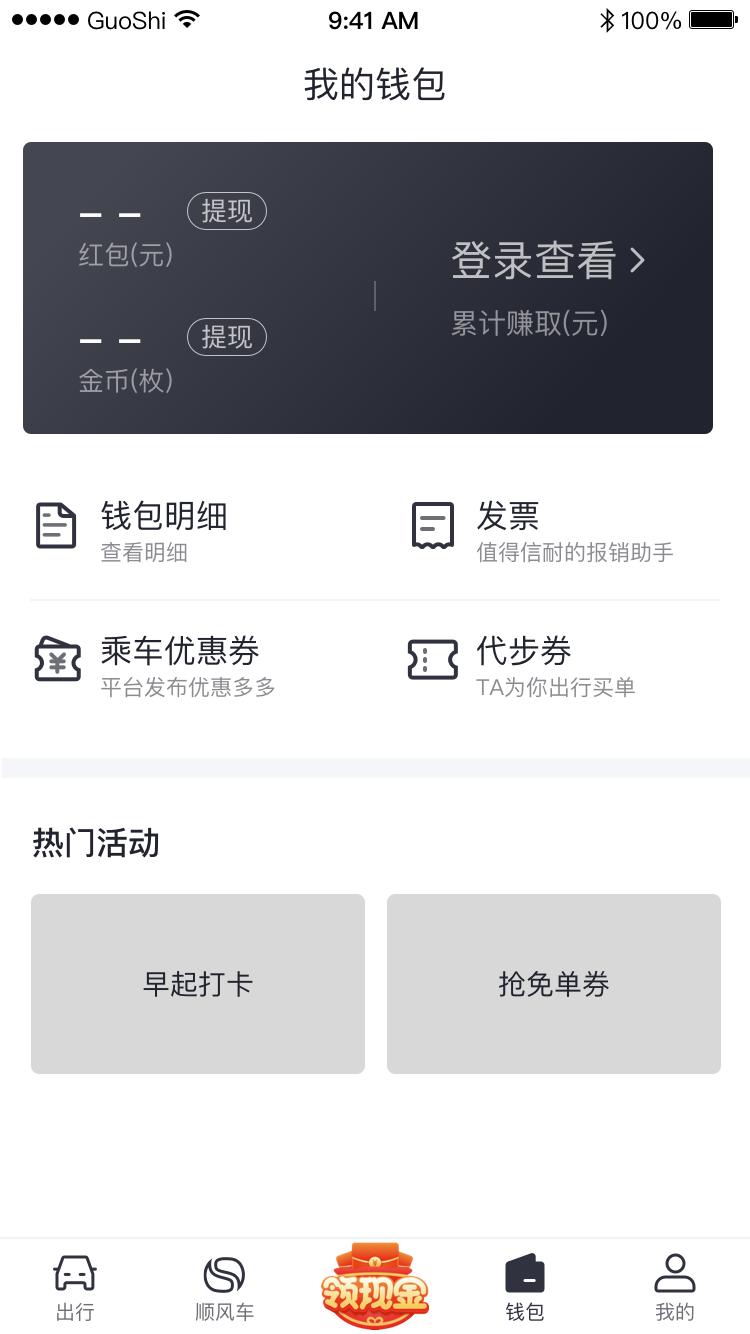 GuoShi 9:41 AM 100%
我的钱包
-- 提现
红包(元)
登录查看
累计赚取(元)
-- 提现
金币(枚)
钱包明细
查看明细
发票
值得信耐的报销助手
乘车优惠券
平台发布优惠多多
代步券
TA为你出行买单
热门活动
早起打卡
抢免单券
出行
顺风车
领现金
钱包
我的